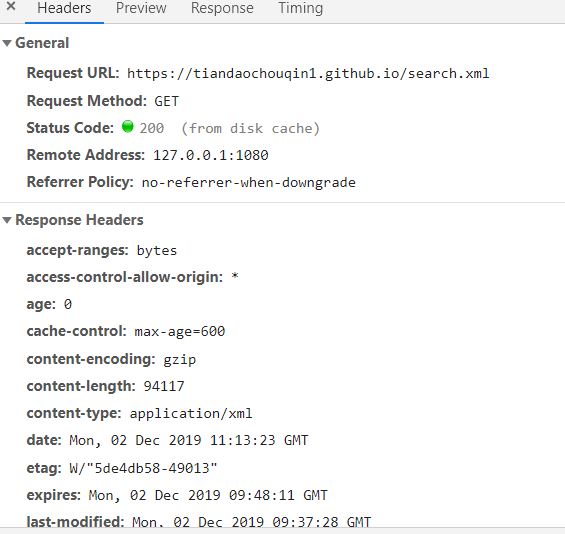 × Headers Preview Response Timing
▼ General
Request URL: https://tiandaochouqin1.github.io/search.xml
Request Method: GET
Status Code: 200 (from disk cache)
Remote Address: 127.0.0.1:1080
Referrer Policy: no-referrer-when-downgrade
▼ Response Headers
accept-ranges: bytes
access-control-allow-origin: *
age: 0
cache-control: max-age=600
content-encoding: gzip
content-length: 94117
content-type: application/xml
date: Mon, 02 Dec 2019 11:13:23 GMT
etag: W/"5de4db58-49013"
expires: Mon, 02 Dec 2019 09:48:11 GMT
last-modified: Mon, 02 Dec 2019 09:37:28 GMT